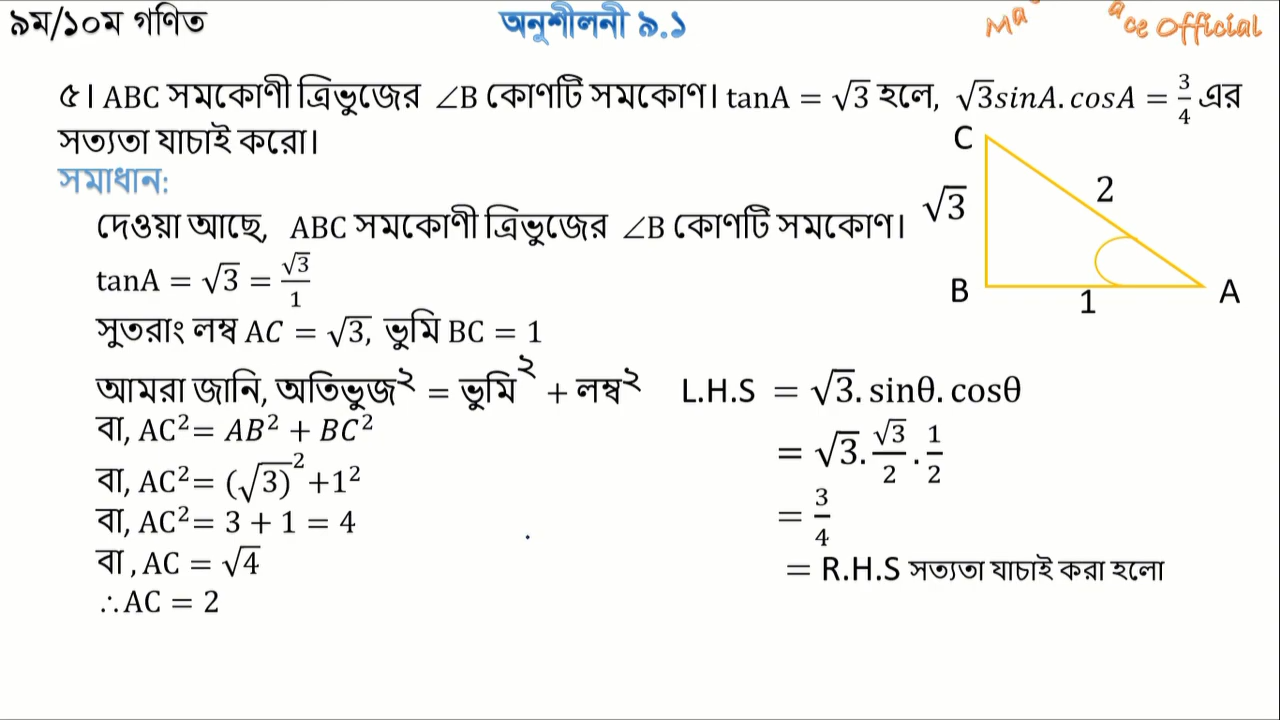 ৯ম/১০ম গণিত
অনুশীলনী ৯.১
Ma ace Official
৫। ABC সমকোণী ত্রিভুজের ∠B কোণটি সমকোণ। tanA = √3 হলে, √3sinA.cosA = 3/4 এর
সত্যতা যাচাই করো।
সমাধান:
দেওয়া আছে, ABC সমকোণী ত্রিভুজের ∠B কোণটি সমকোণ।
tanA = √3 = √3/1
সুতরাং লম্ব AC = √3, ভুমি BC = 1
আমরা জানি, অতিভুজ² = ভুমি² + লম্ব²
বা, AC² = AB² + BC²
বা, AC² = (√3)² +1²
বা, AC² = 3 + 1 = 4
বা, AC = √4
∴AC = 2
C
√3
2
B
1
A
L.H.S = √3. sinθ. cosθ
= √3. √3/2 . 1/2
= 3/4
= R.H.S সত্যতা যাচাই করা হলো